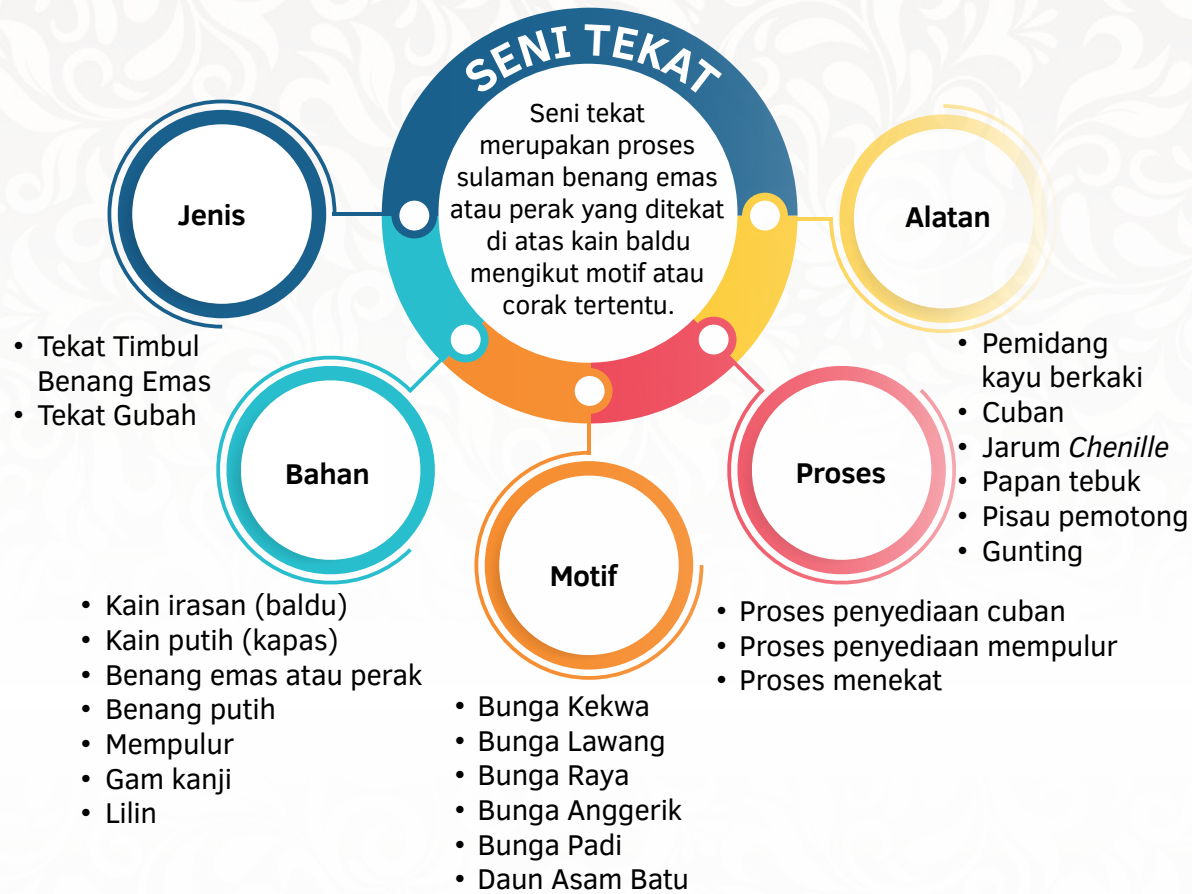 SENI TEKAT
Seni tekat
merupakan proses
sulaman benang emas
atau perak yang ditekat
di atas kain baldu
mengikut motif atau
corak tertentu.
Jenis
• Tekat Timbul
Benang Emas
• Tekat Gubah
Bahan
• Kain irasan (baldu)
• Kain putih (kapas)
• Benang emas atau perak
• Benang putih
• Mempulur
• Gam kanji
• Lilin
Motif
• Bunga Kekwa
• Bunga Lawang
• Bunga Raya
• Bunga Anggerik
• Bunga Padi
• Daun Asam Batu
Proses
• Proses penyediaan cuban
• Proses penyediaan mempulur
• Proses menekat
Alatan
• Pemidang
kayu berkaki
• Cuban
• Jarum Chenille
• Papan tebuk
• Pisau pemotong
• Gunting